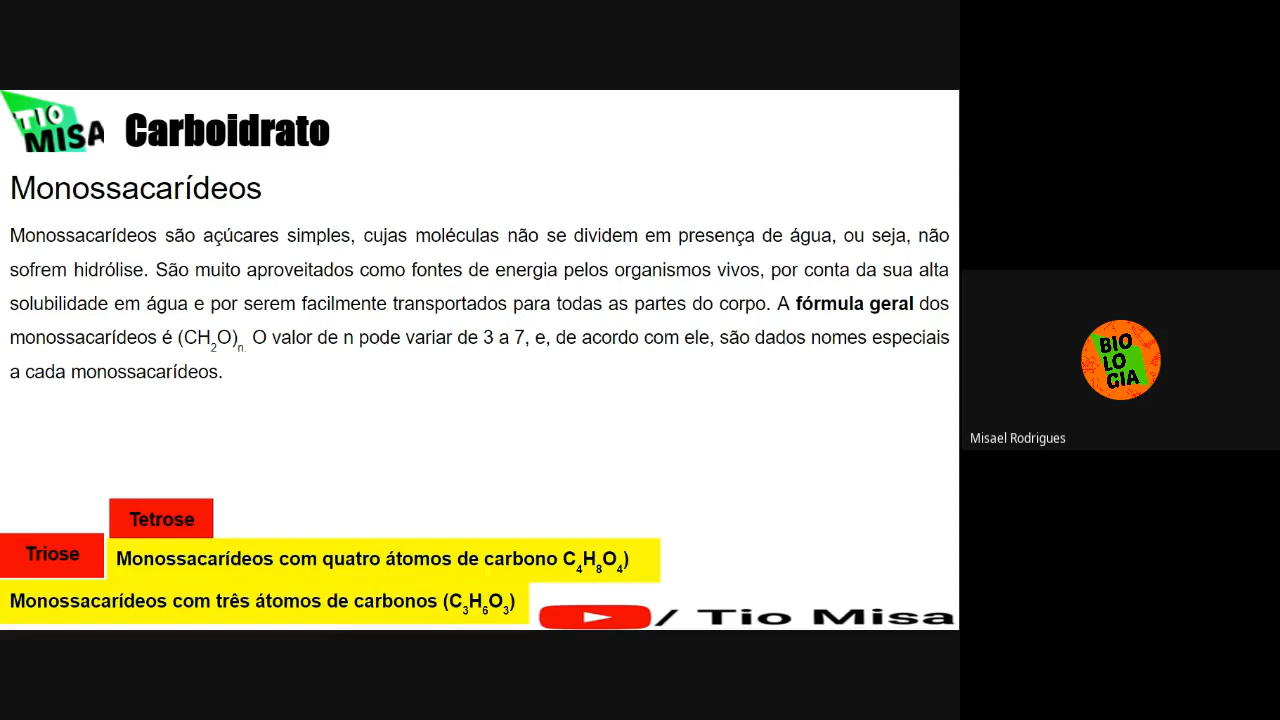 TIO
MISA
Carboidrato
Monossacarídeos
Monossacarídeos são açúcares simples, cujas moléculas não se dividem em presença de água, ou seja, não
sofrem hidrólise. São muito aproveitados como fontes de energia pelos organismos vivos, por conta da sua alta
solubilidade em água e por serem facilmente transportados para todas as partes do corpo. A fórmula geral dos
monossacarídeos é (CH2O)n. O valor de n pode variar de 3 a 7, e, de acordo com ele, são dados nomes especiais
a cada monossacarídeos.
Tetrose
Monossacarídeos com quatro átomos de carbono C4H8O4)
Triose
Monossacarídeos com três átomos de carbonos (C3H6O3)
/ Tio Misa
BIO
LO
GIA
Misael Rodrigues